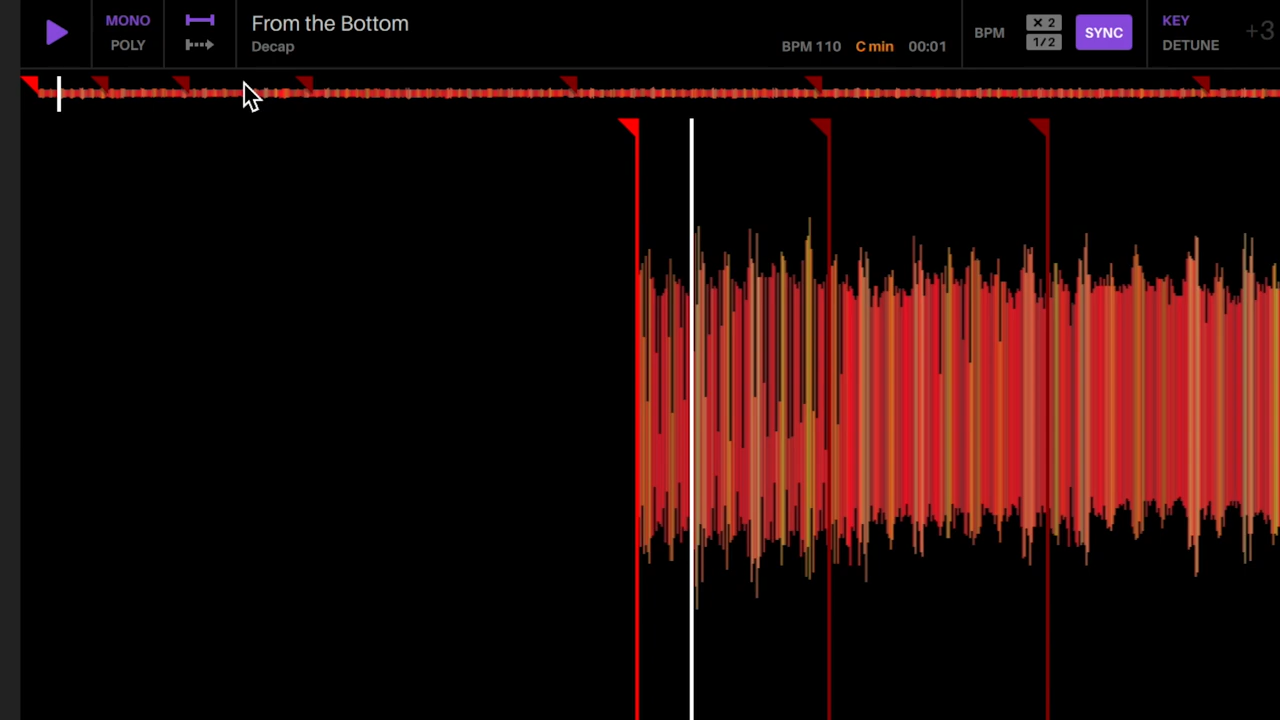 MONO
POLY
From the Bottom
Decap
BPM 110 C min 00:01
BPM
× 2
1/2
SYNC
KEY
DETUNE
+3